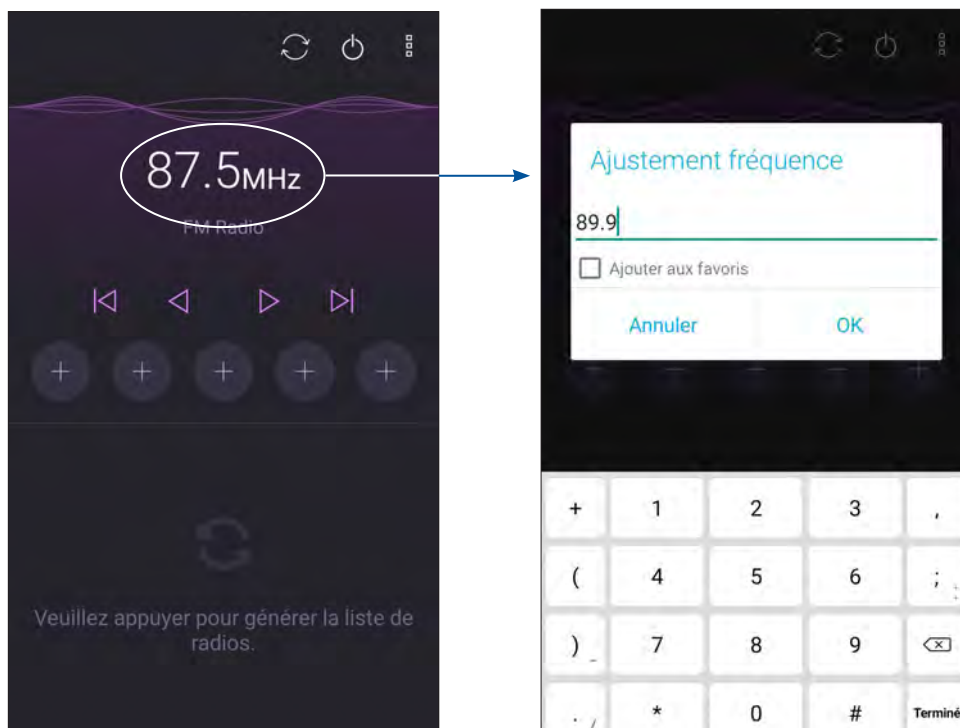 87.5MHz
FM Radio
Veuillez appuyer pour générer la liste de
radios.
Ajustement fréquence
89.9
Ajouter aux favoris
Annuler OK
+ 1 2 3 ,
( 4 5 6 ; :
) _ 7 8 9
. / * 0 # Terminé